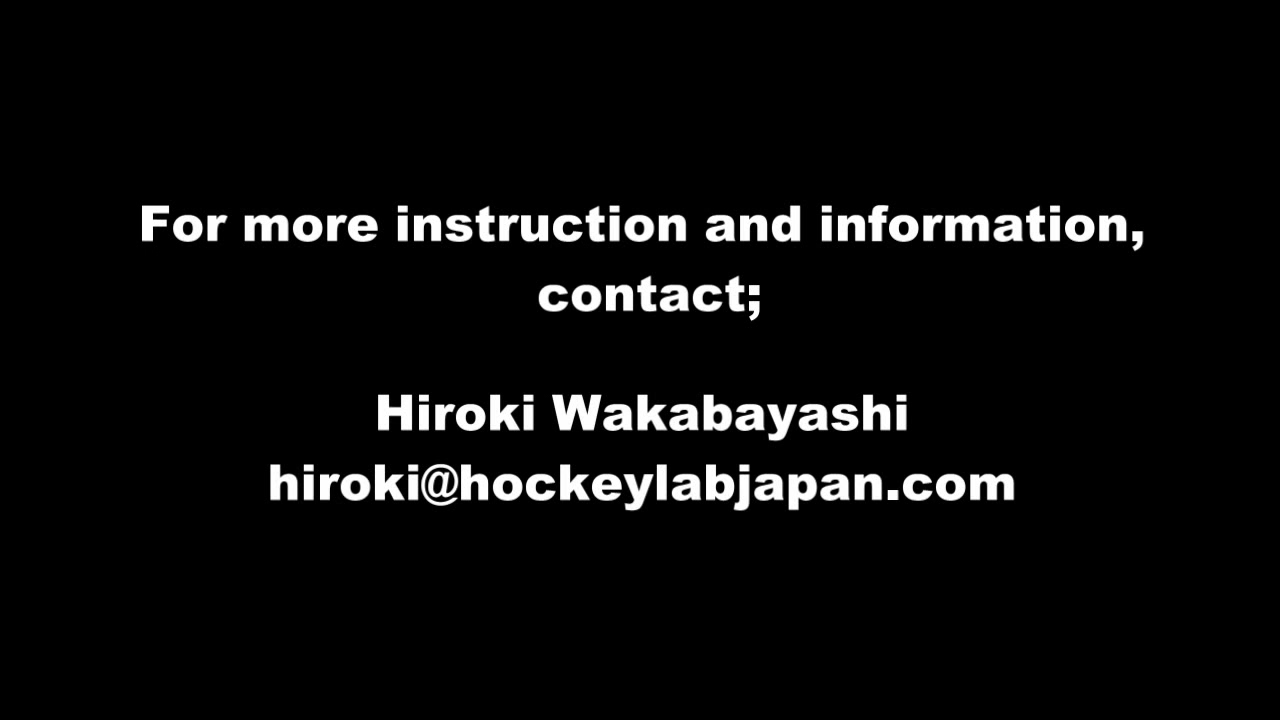 For more instruction and information,
contact;
Hiroki Wakabayashi
hiroki@hockeylabjapan.com